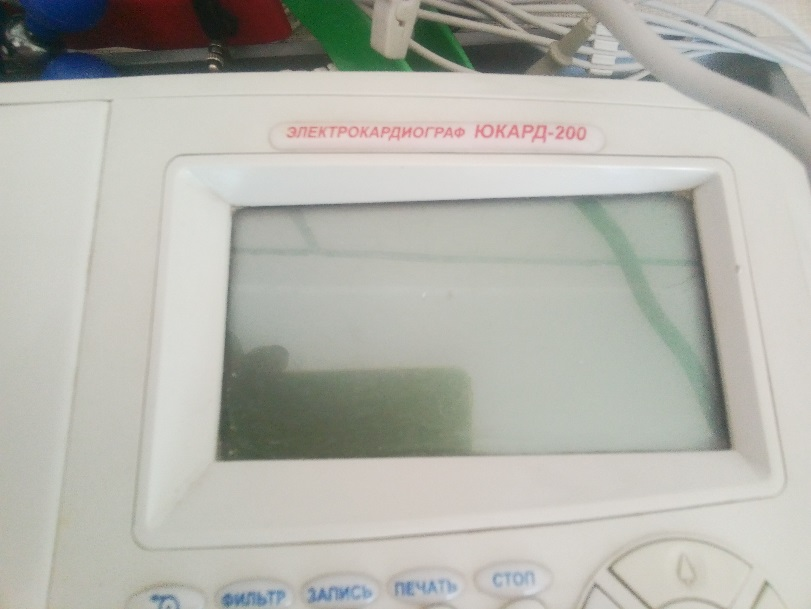 ЭЛЕКТРОКАРДИОГРАФ ЮКАРД-200
ФИЛЬТР ЗАПИСЬ ПЕЧАТЬ СТОП